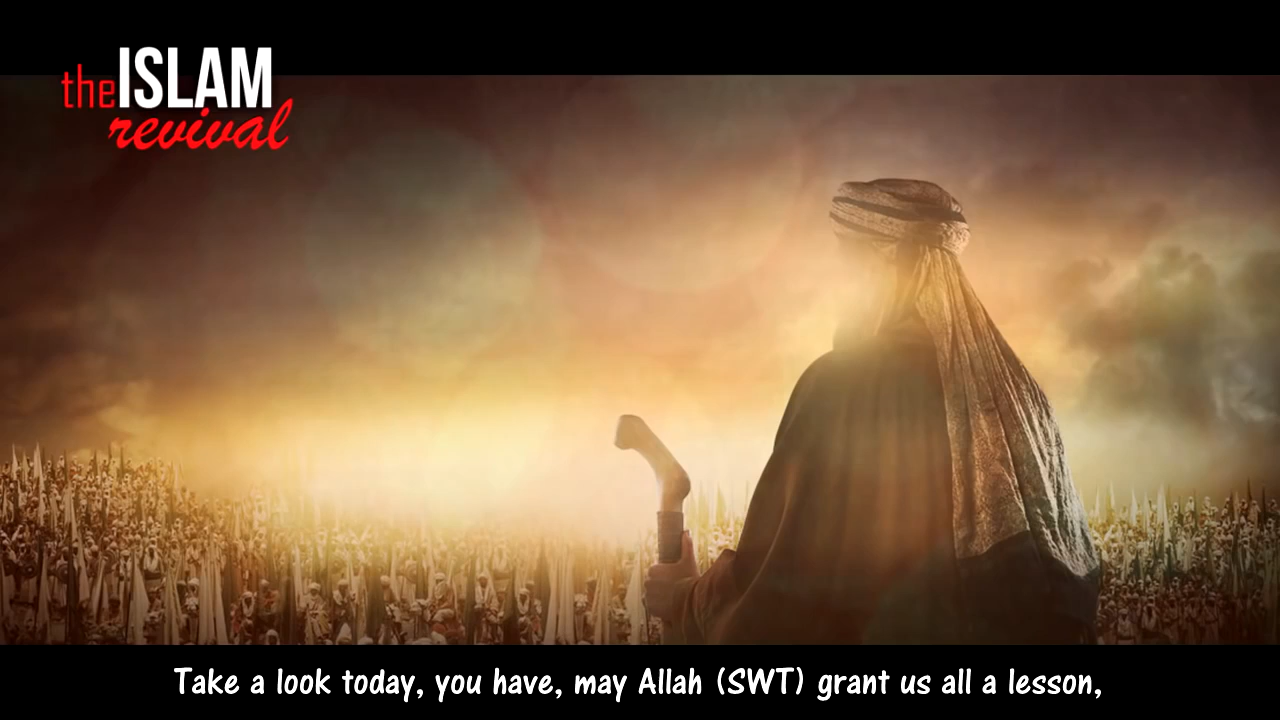 the ISLAM
revival
Take a look today, you have, may Allah (SWT) grant us all a lesson,